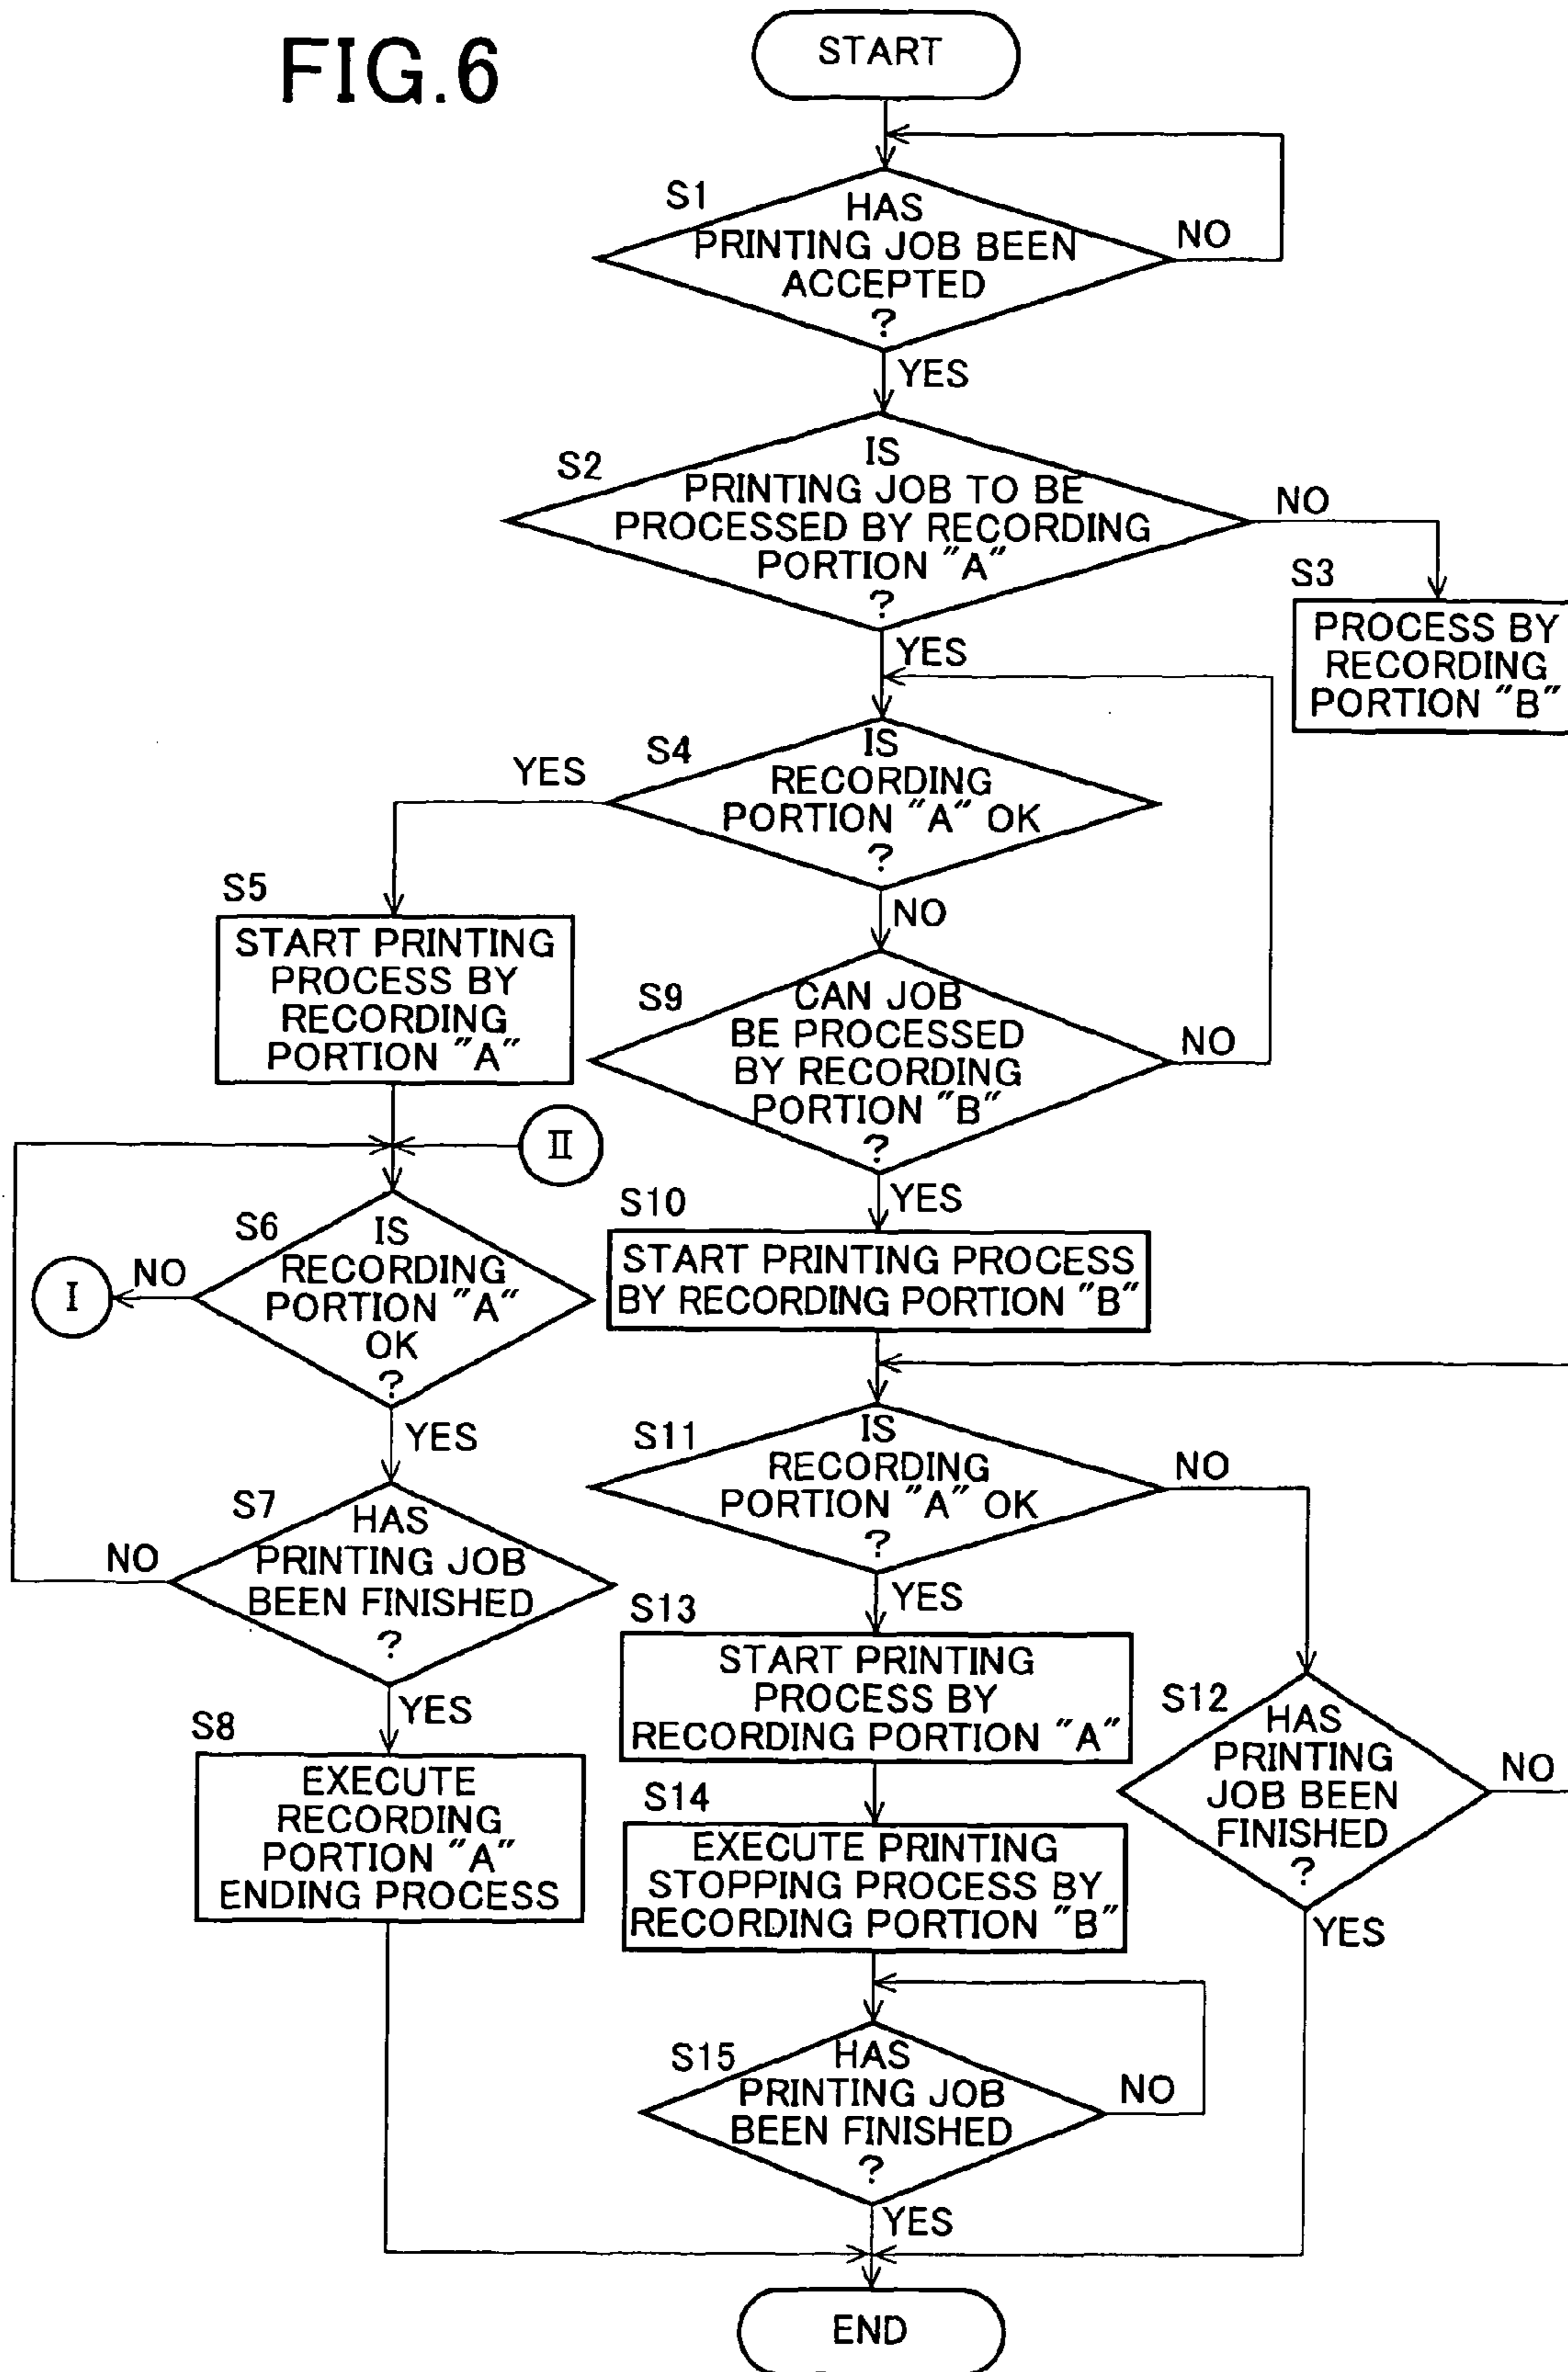 FIG.6
START
S1
HAS
PRINTING JOB BEEN
ACCEPTED
?
NO
YES
S2
IS
PRINTING JOB TO BE
PROCESSED BY RECORDING
PORTION "A"
?
NO
S3
PROCESS BY
RECORDING
PORTION "B"
YES
S4
IS
RECORDING
PORTION "A" OK
?
YES
NO
S5
START PRINTING
PROCESS BY
RECORDING
PORTION "A"
S9
CAN JOB
BE PROCESSED
BY RECORDING
PORTION "B"
?
NO
YES
II
S6
IS
RECORDING
PORTION "A"
OK
?
NO
I
YES
S10
START PRINTING PROCESS
BY RECORDING PORTION "B"
S7
HAS
PRINTING JOB
BEEN FINISHED
?
NO
YES
S11
IS
RECORDING
PORTION "A" OK
?
NO
YES
S8
EXECUTE
RECORDING
PORTION "A"
ENDING PROCESS
S13
START PRINTING
PROCESS BY
RECORDING PORTION "A"
S12
HAS
PRINTING
JOB BEEN
FINISHED
?
NO
YES
S14
EXECUTE PRINTING
STOPPING PROCESS BY
RECORDING PORTION "B"
S15
HAS
PRINTING JOB
BEEN FINISHED
?
NO
YES
END